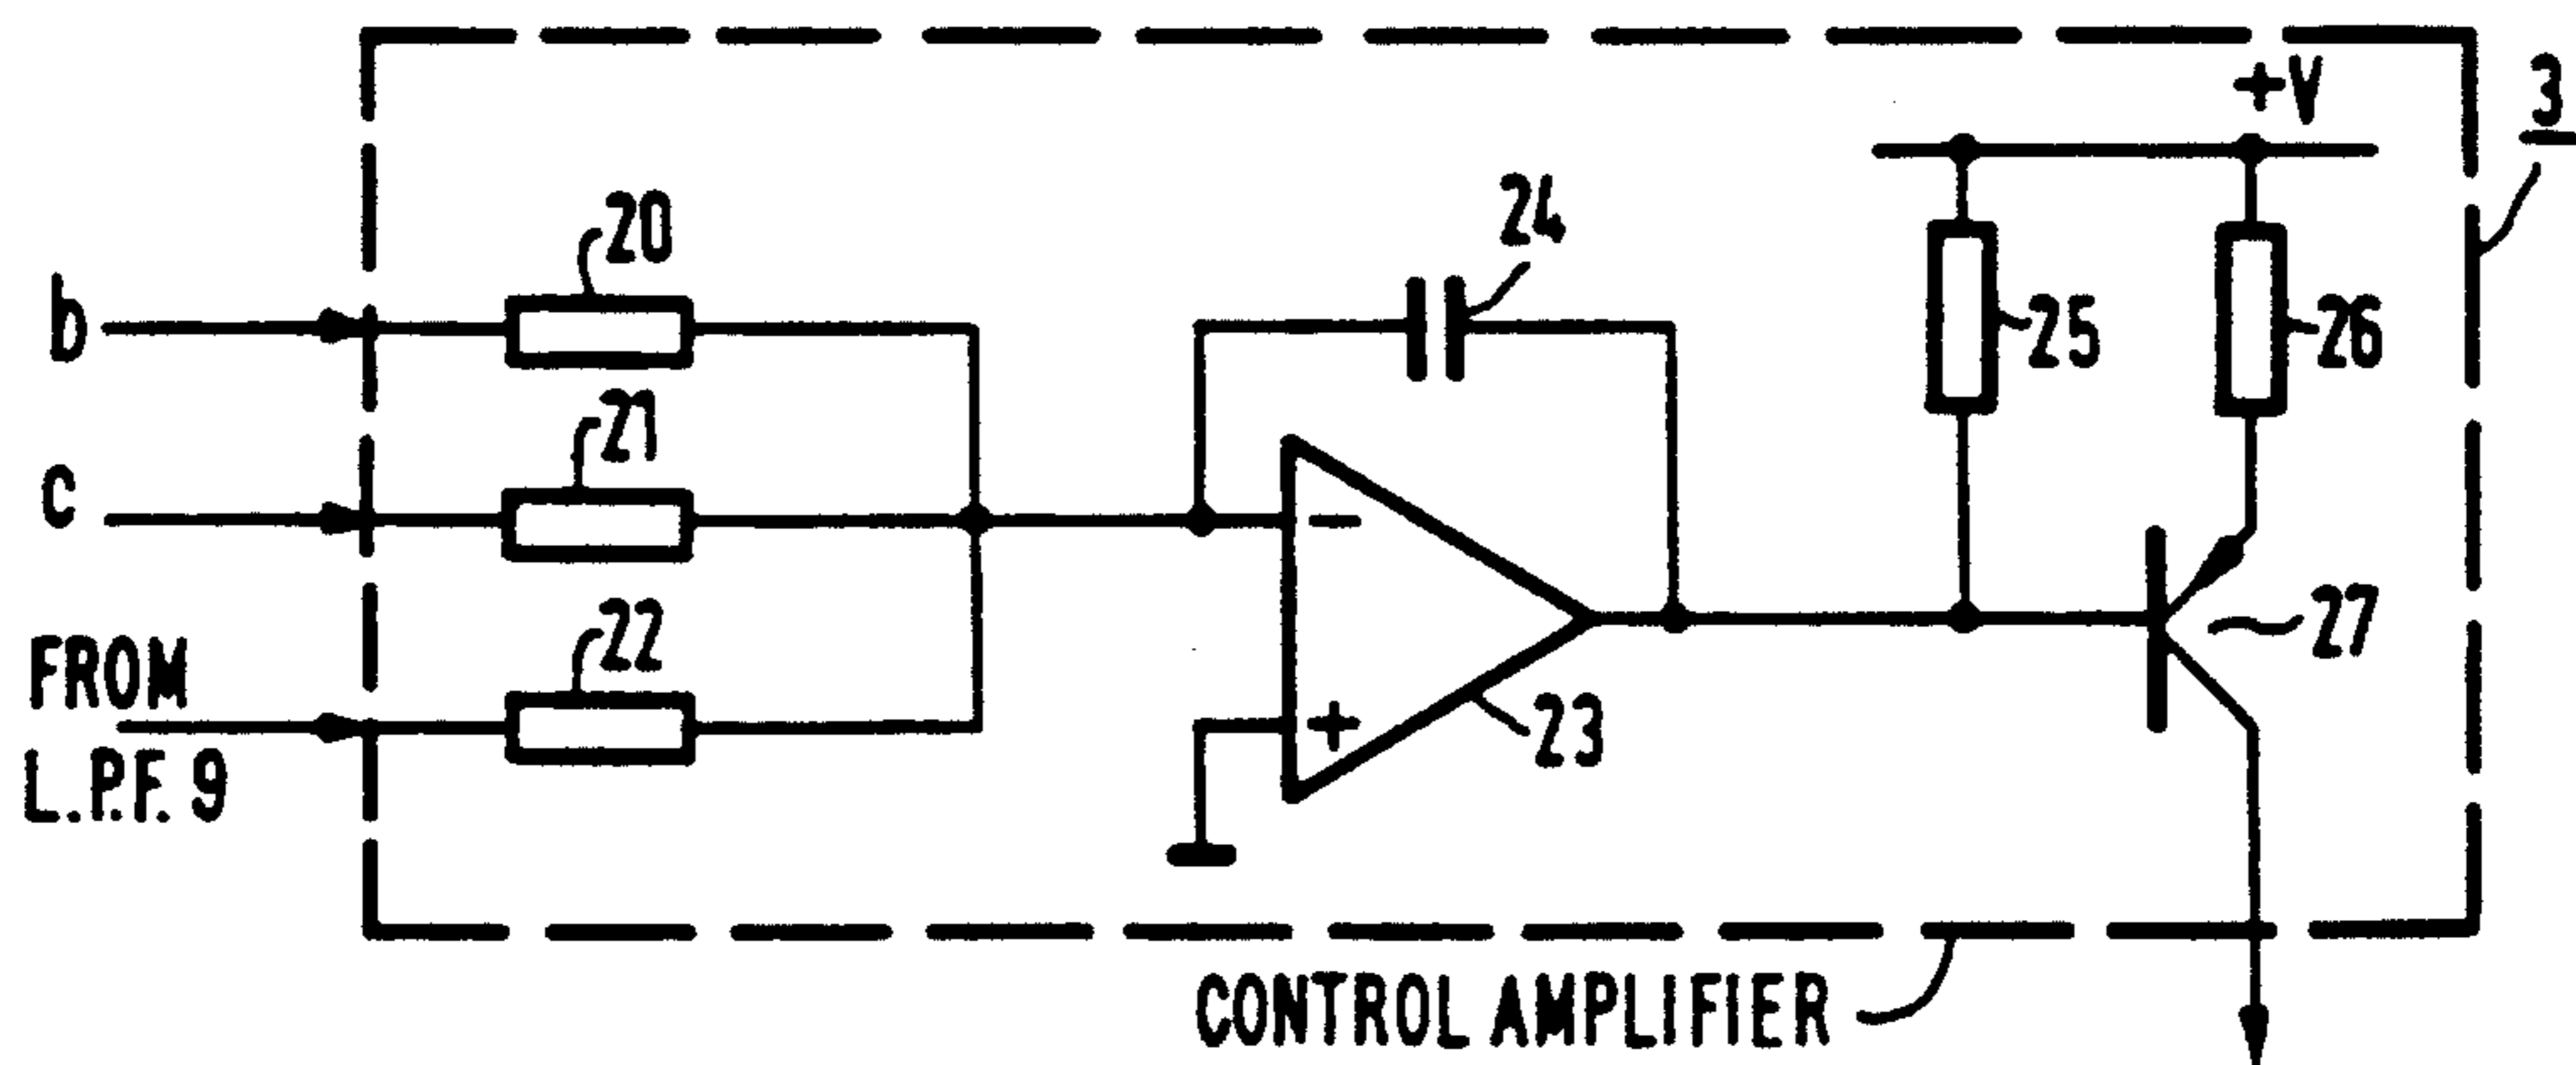 +V
3
20
24
b
25
26
21
c
-
22
27
FROM
L.P.F. 9
+
23
CONTROL AMPLIFIER